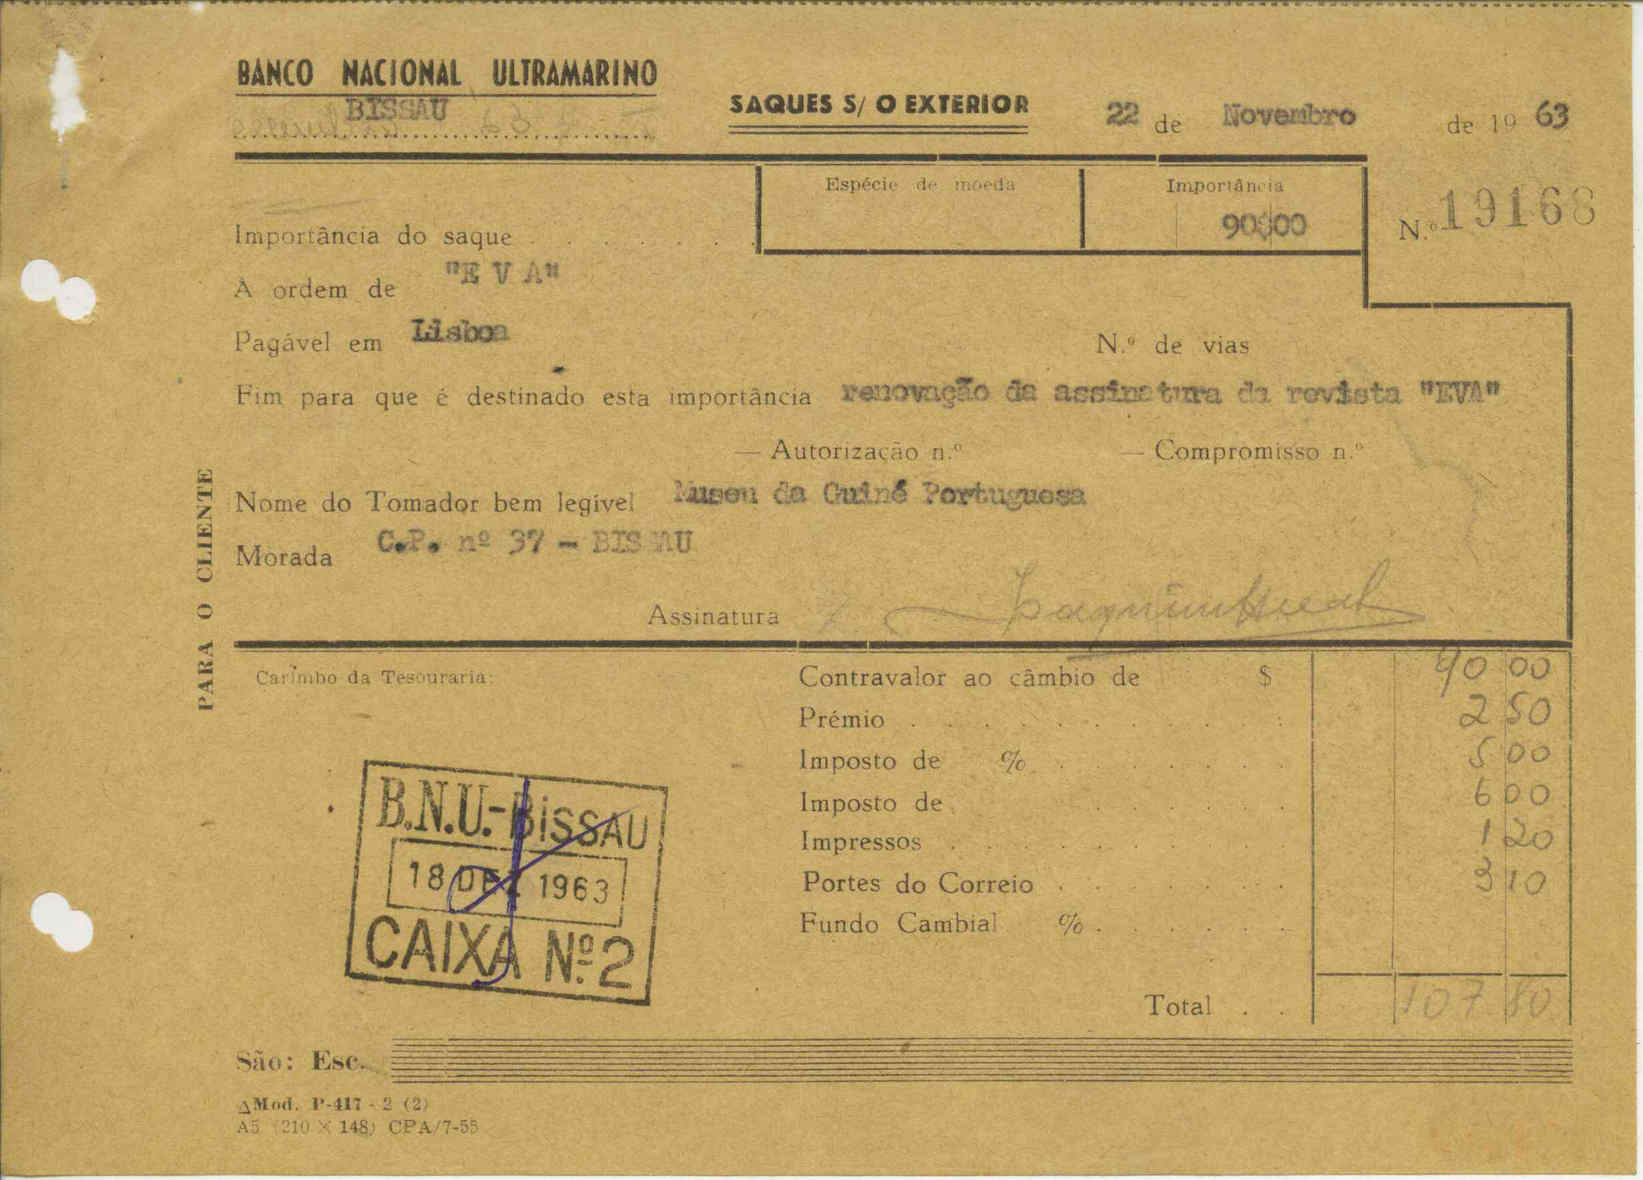 BANCO NACIONAL ULTRAMARINO
BISSAU
SAQUES S/ O EXTERIOR
22 de Novembro de 1963
Espécie de moeda
Importância
Importância do saque
90$00
N.º 19168
À ordem de "E V A"
Pagável em Lisboa
N.º de vias
Fim para que é destinado esta importância renovação da assinatura da revista "EVA"
— Autorização n.º — Compromisso n.º
Nome do Tomador bem legível Museu da Guiné Portuguesa
Morada C.P. nº 37 - BISSAU
Assinatura
PARA O CLIENTE
Carimbo da Tesouraria:
Contravalor ao câmbio de $ 90 00
Prémio 2 50
Imposto de % 5 00
Imposto de 6 00
Impressos 1 20
Portes do Correio 3 10
Fundo Cambial %
Total 107 80
B.N.U.-BISSAU
18 DEZ 1963
CAIXA Nº 2
São: Esc.
△Mod. P-417 - 2 (2)
A5 (210 × 148) CPA/7-55